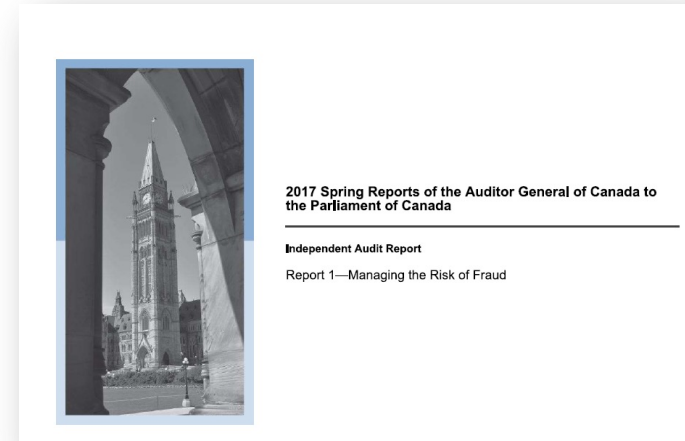 2017 Spring Reports of the Auditor General of Canada to
the Parliament of Canada
Independent Audit Report
Report 1—Managing the Risk of Fraud